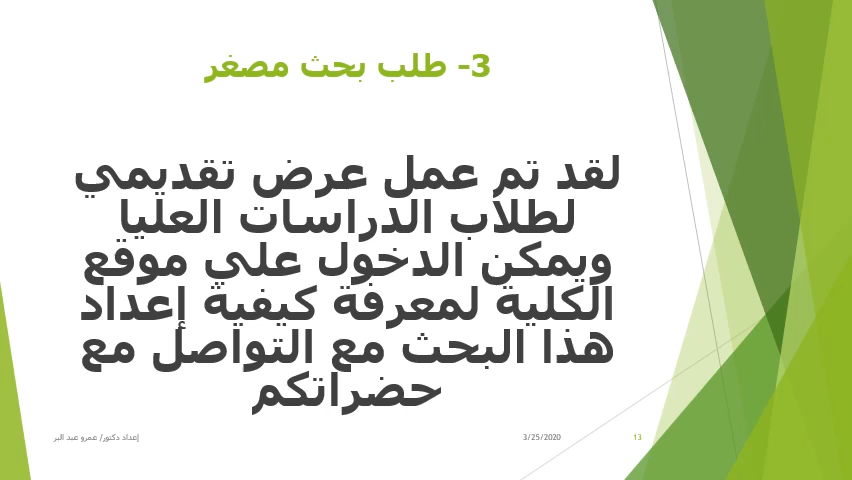 3- طلب بحث مصغر
لقد تم عمل عرض تقديمي
لطلاب الدراسات العليا
ويمكن الدخول علي موقع
الكلية لمعرفة كيفية إعداد
هذا البحث مع التواصل مع
حضراتكم
إعداد دكتور/ عمرو عبد البر
3/25/2020
13